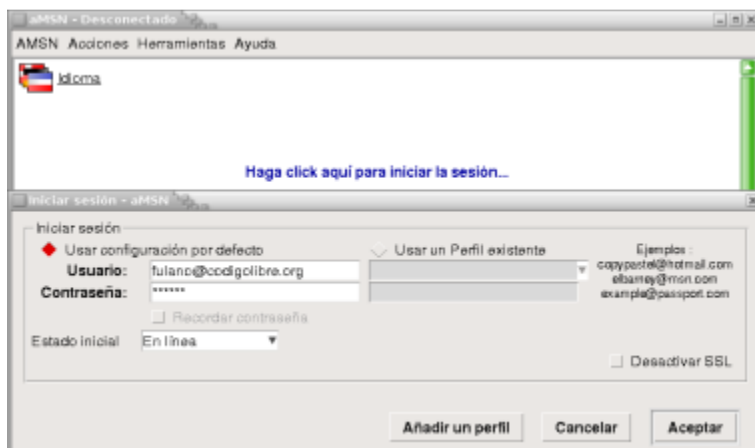 aMSN - Desconectado
AMSN Acciones Herramientas Ayuda
Idioma
Haga click aquí para iniciar la sesión...
Iniciar sesión - aMSN
Iniciar sesión
Usar configuración por defecto
Usar un Perfil existente
Ejemplos :
copypastel@hotmail.com
elbarney@msn.com
example@passport.com
Usuario: fulano@codigolibre.org
Contraseña: ******
Recordar contraseña
Estado inicial En línea
Desactivar SSL
Añadir un perfil Cancelar Aceptar